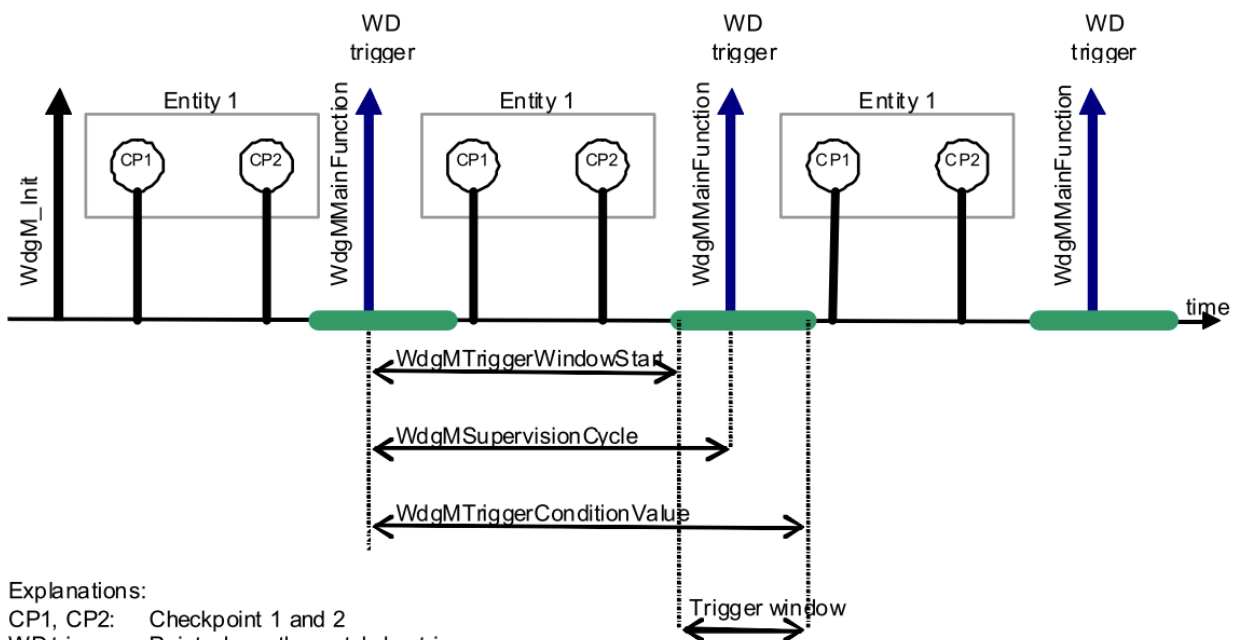 WD trigger
WD trigger
WD trigger
WdgM_Init
Entity 1
CP1
CP2
WdgMMainFunction
Entity 1
CP1
CP2
WdgMMainFunction
Entity 1
CP1
CP2
WdgMMainFunction
time
WdgMTriggerWindowStart
WdgMSupervisionCycle
WdgMTriggerConditionValue
Trigger window
Explanations:
CP1, CP2: Checkpoint 1 and 2